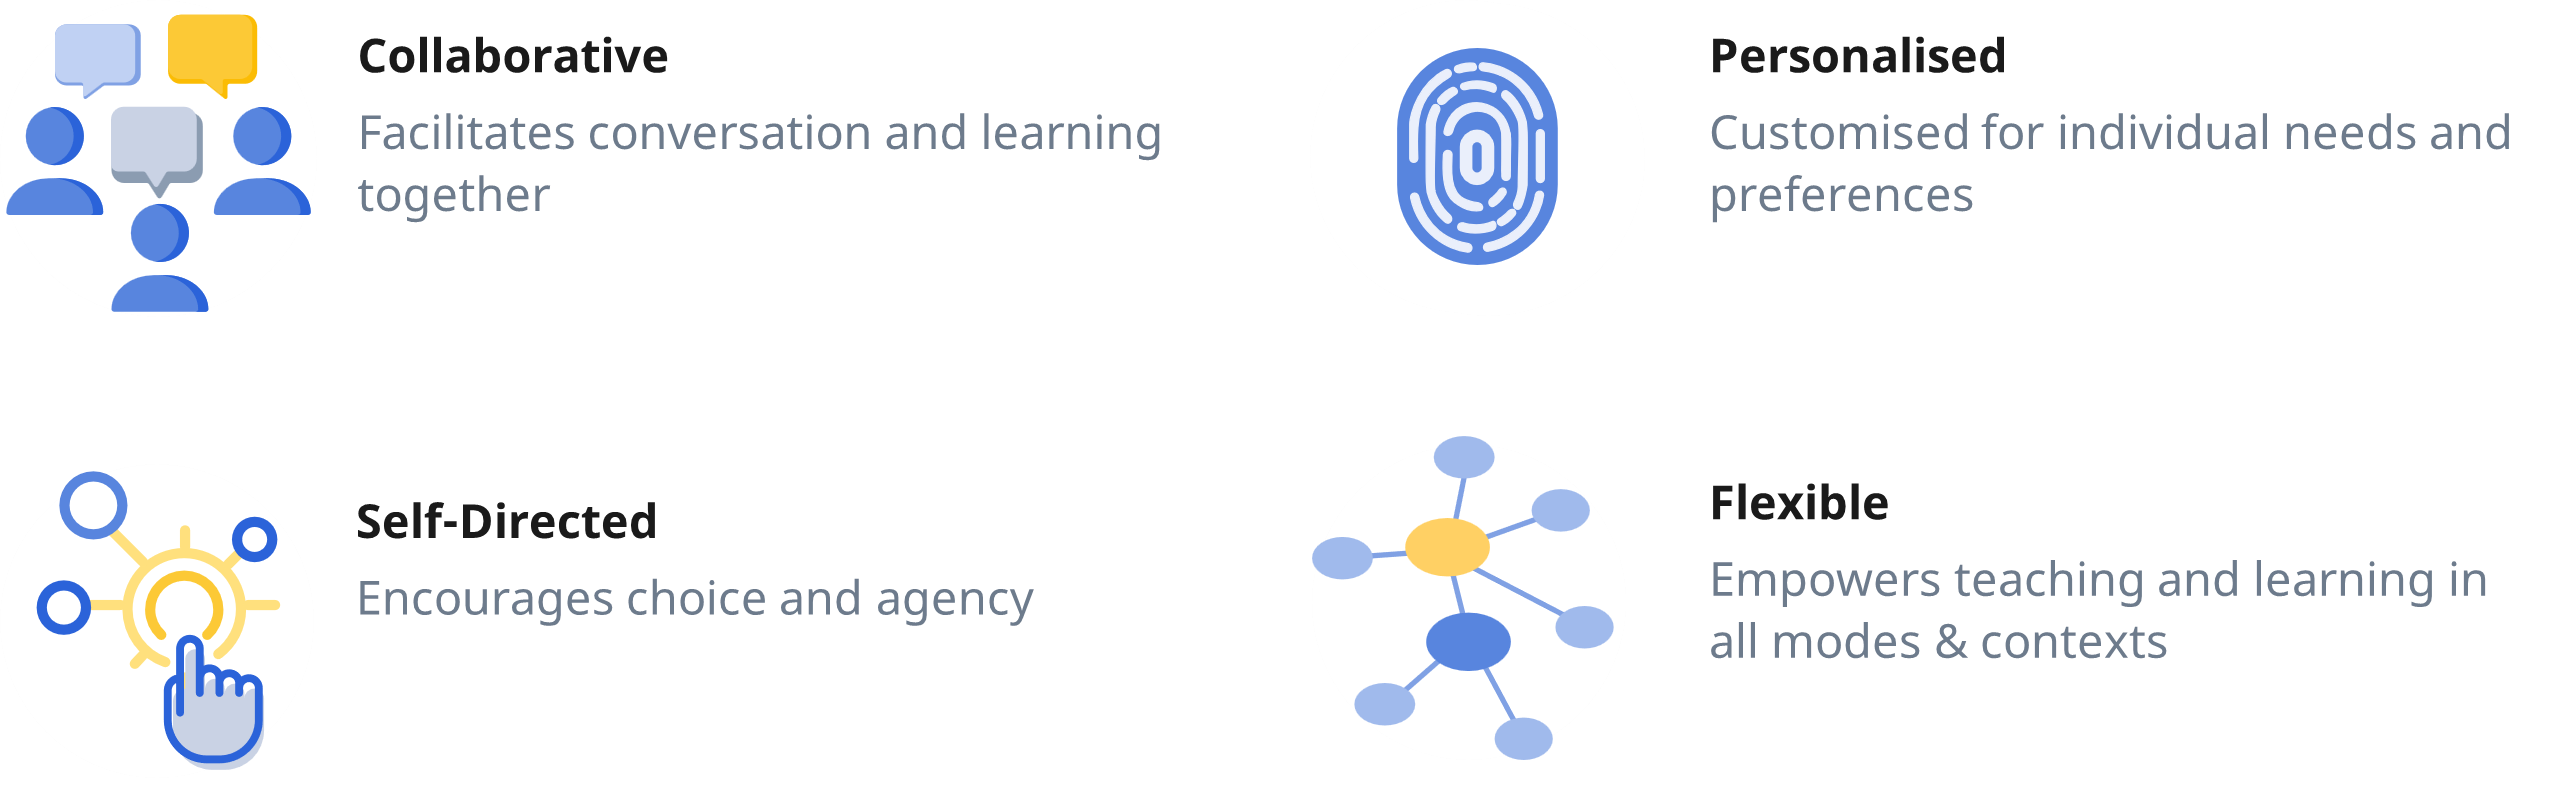 Collaborative
Facilitates conversation and learning
together
Personalised
Customised for individual needs and
preferences
Self-Directed
Encourages choice and agency
Flexible
Empowers teaching and learning in
all modes & contexts